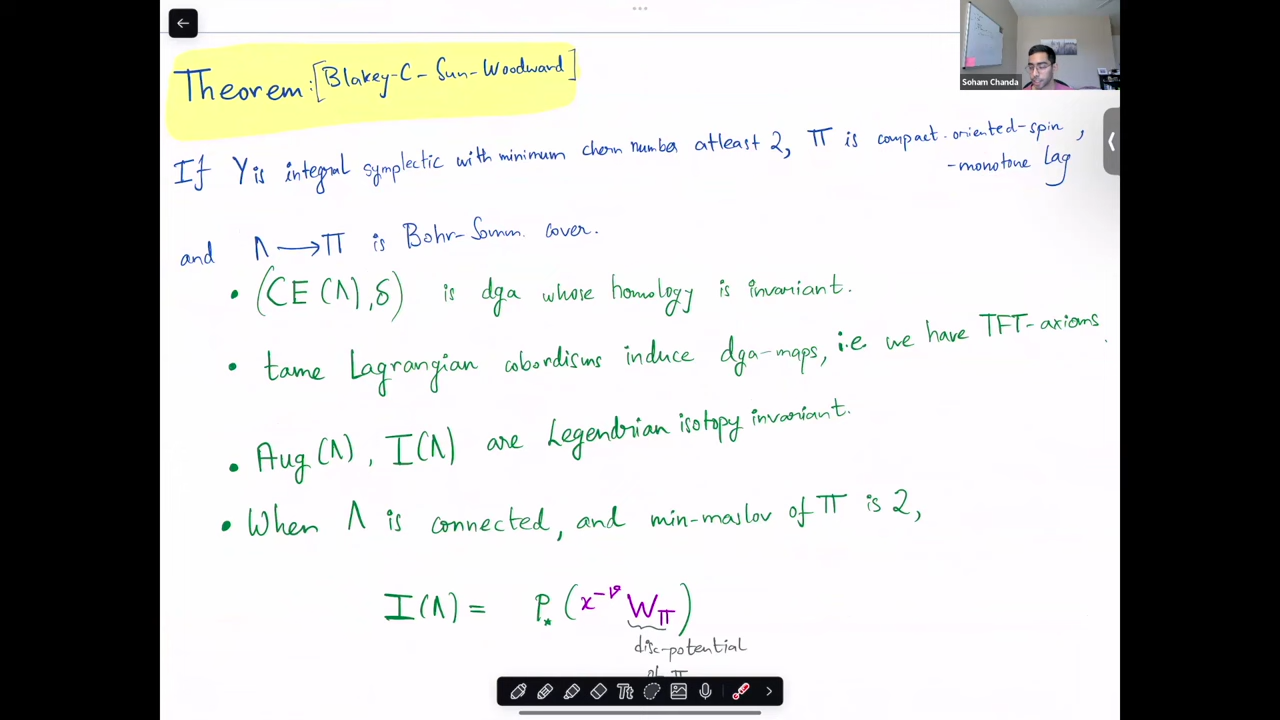 Theorem: [Blakey-C-Sun-Woodward]
Soham Chanda
If Y is integral symplectic with minimum chern number atleast 2, Π is compact-oriented-spin,
-monotone Lag
and Λ → Π is Bohr-Somm. cover.
• (CE(Λ), δ) is dga whose homology is invariant.
• tame Lagrangian cobordisms induce dga-maps, i.e we have TFT-axioms.
• Aug(Λ), I(Λ) are Legendrian isotopy invariant.
• When Λ is connected, and min-maslov of Π is 2,
I(Λ) = P_*(x^{-v} W_Π)
disc-potential
of Π
Tt